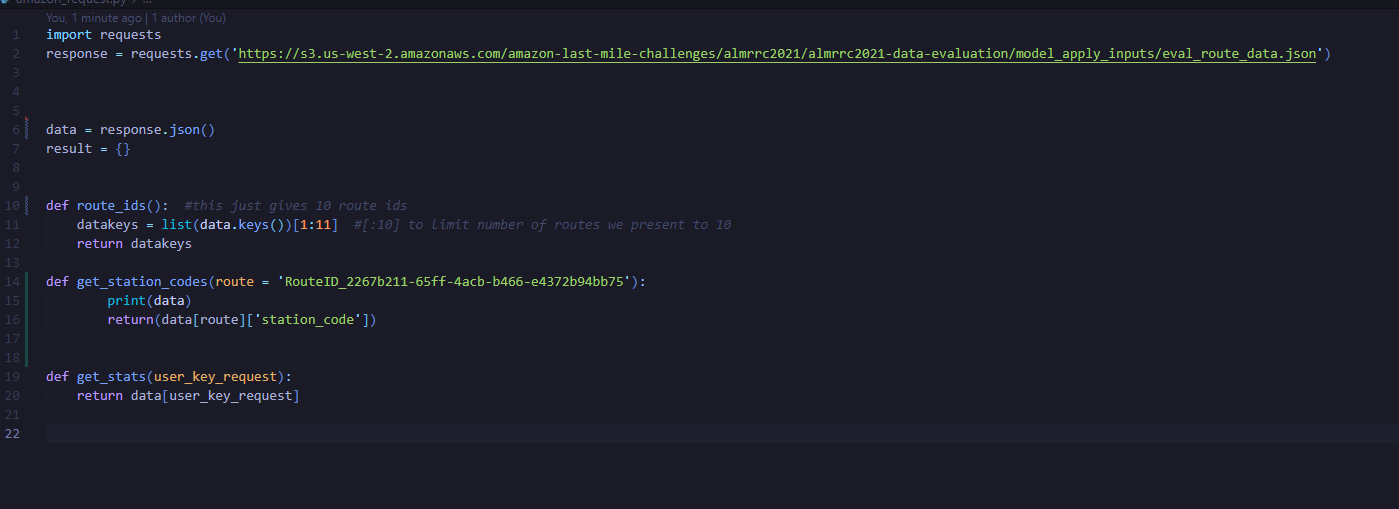 amazon_request.py > ...
You, 1 minute ago | 1 author (You)
1 import requests
2 response = requests.get('https://s3.us-west-2.amazonaws.com/amazon-last-mile-challenges/almrrc2021/almrrc2021-data-evaluation/model_apply_inputs/eval_route_data.json')
3
4
5
6 data = response.json()
7 result = {}
8
9
10 def route_ids():  #this just gives 10 route ids
11     datakeys = list(data.keys())[1:11]  #[:10] to limit number of routes we present to 10
12     return datakeys
13
14 def get_station_codes(route = 'RouteID_2267b211-65ff-4acb-b466-e4372b94bb75'):
15         print(data)
16         return(data[route]['station_code'])
17
18
19 def get_stats(user_key_request):
20     return data[user_key_request]
21
22